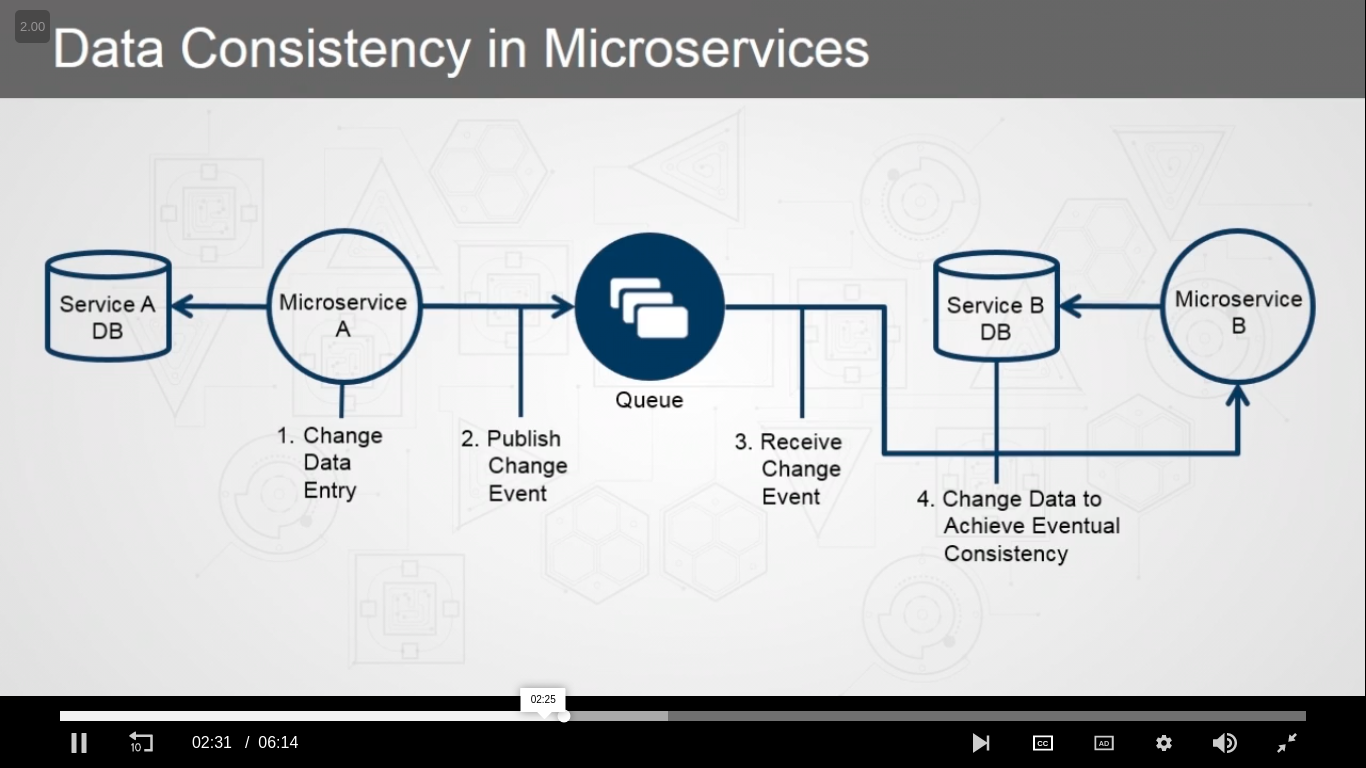 2.00
Data Consistency in Microservices
Service A
DB
Microservice
A
Queue
Service B
DB
Microservice
B
1. Change
Data
Entry
2. Publish
Change
Event
3. Receive
Change
Event
4. Change Data to
Achieve Eventual
Consistency
02:25
10
02:31 / 06:14
CC
AD